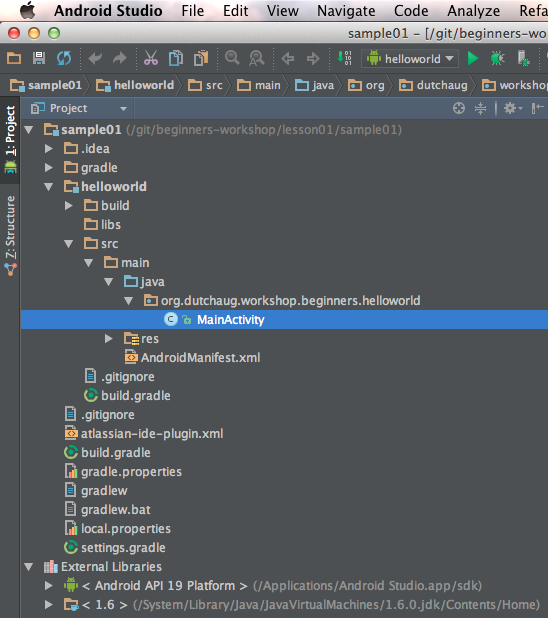 Android Studio File Edit View Navigate Code Analyze Refa
sample01 - [/git/beginners-wo
helloworld
sample01 helloworld src main java org dutchaug workshop
1: Project
Z: Structure
Project
sample01 (/git/beginners-workshop/lesson01/sample01)
.idea
gradle
helloworld
build
libs
src
main
java
org.dutchaug.workshop.beginners.helloworld
C MainActivity
res
AndroidManifest.xml
.gitignore
build.gradle
.gitignore
atlassian-ide-plugin.xml
build.gradle
gradle.properties
gradlew
gradlew.bat
local.properties
settings.gradle
External Libraries
< Android API 19 Platform > (/Applications/Android Studio.app/sdk)
< 1.6 > (/System/Library/Java/JavaVirtualMachines/1.6.0.jdk/Contents/Home)